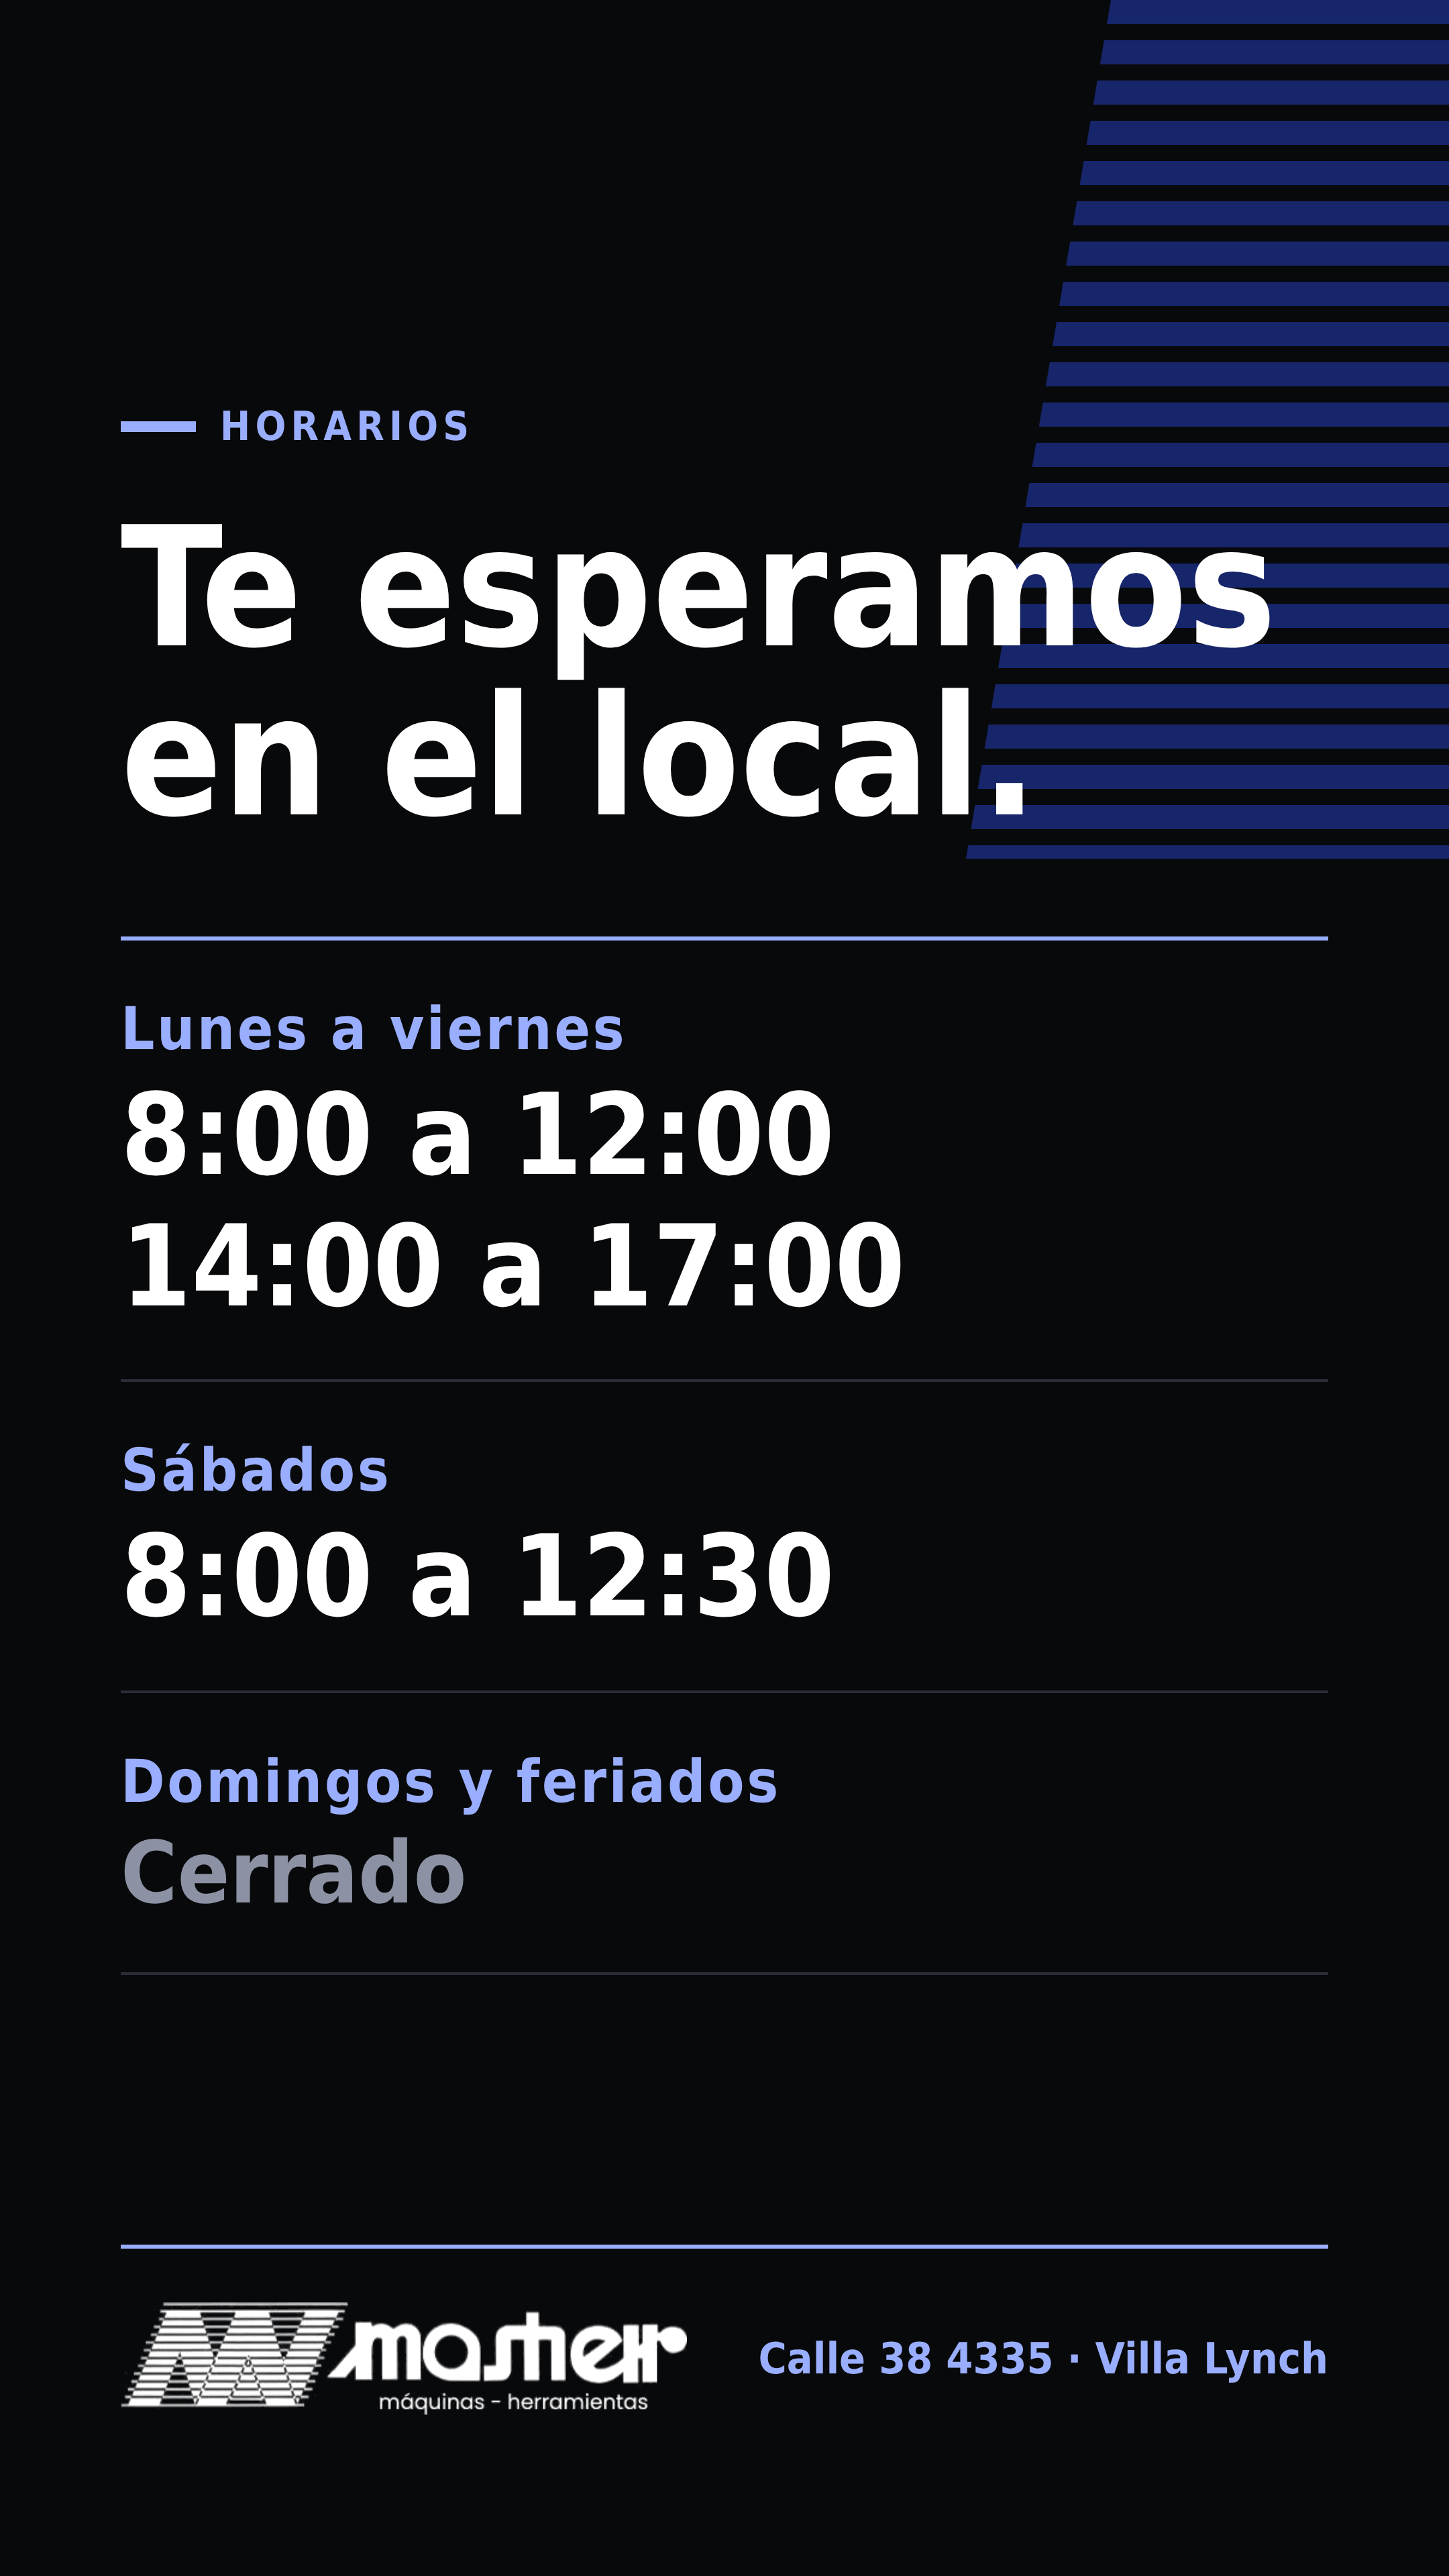 HORARIOS
Te esperamos
en el local.
Lunes a viernes
8:00 a 12:00
14:00 a 17:00
Sábados
8:00 a 12:30
Domingos y feriados
Cerrado
master
máquinas - herramientas
Calle 38 4335 · Villa Lynch